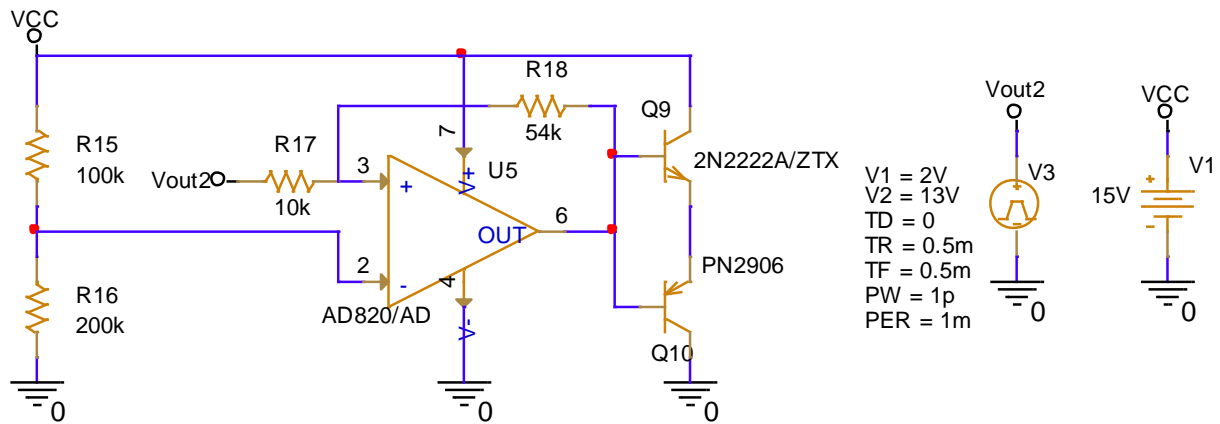 VCC
R15
100k
R16
200k
0
Vout2
R17
10k
R18
54k
3
+
2
-
7
V+
U5
OUT
6
4
V-
AD820/AD
0
Q9
2N2222A/ZTX
PN2906
Q10
0
V1 = 2V
V2 = 13V
TD = 0
TR = 0.5m
TF = 0.5m
PW = 1p
PER = 1m
Vout2
+
-
V3
0
VCC
+
-
15V
V1
0